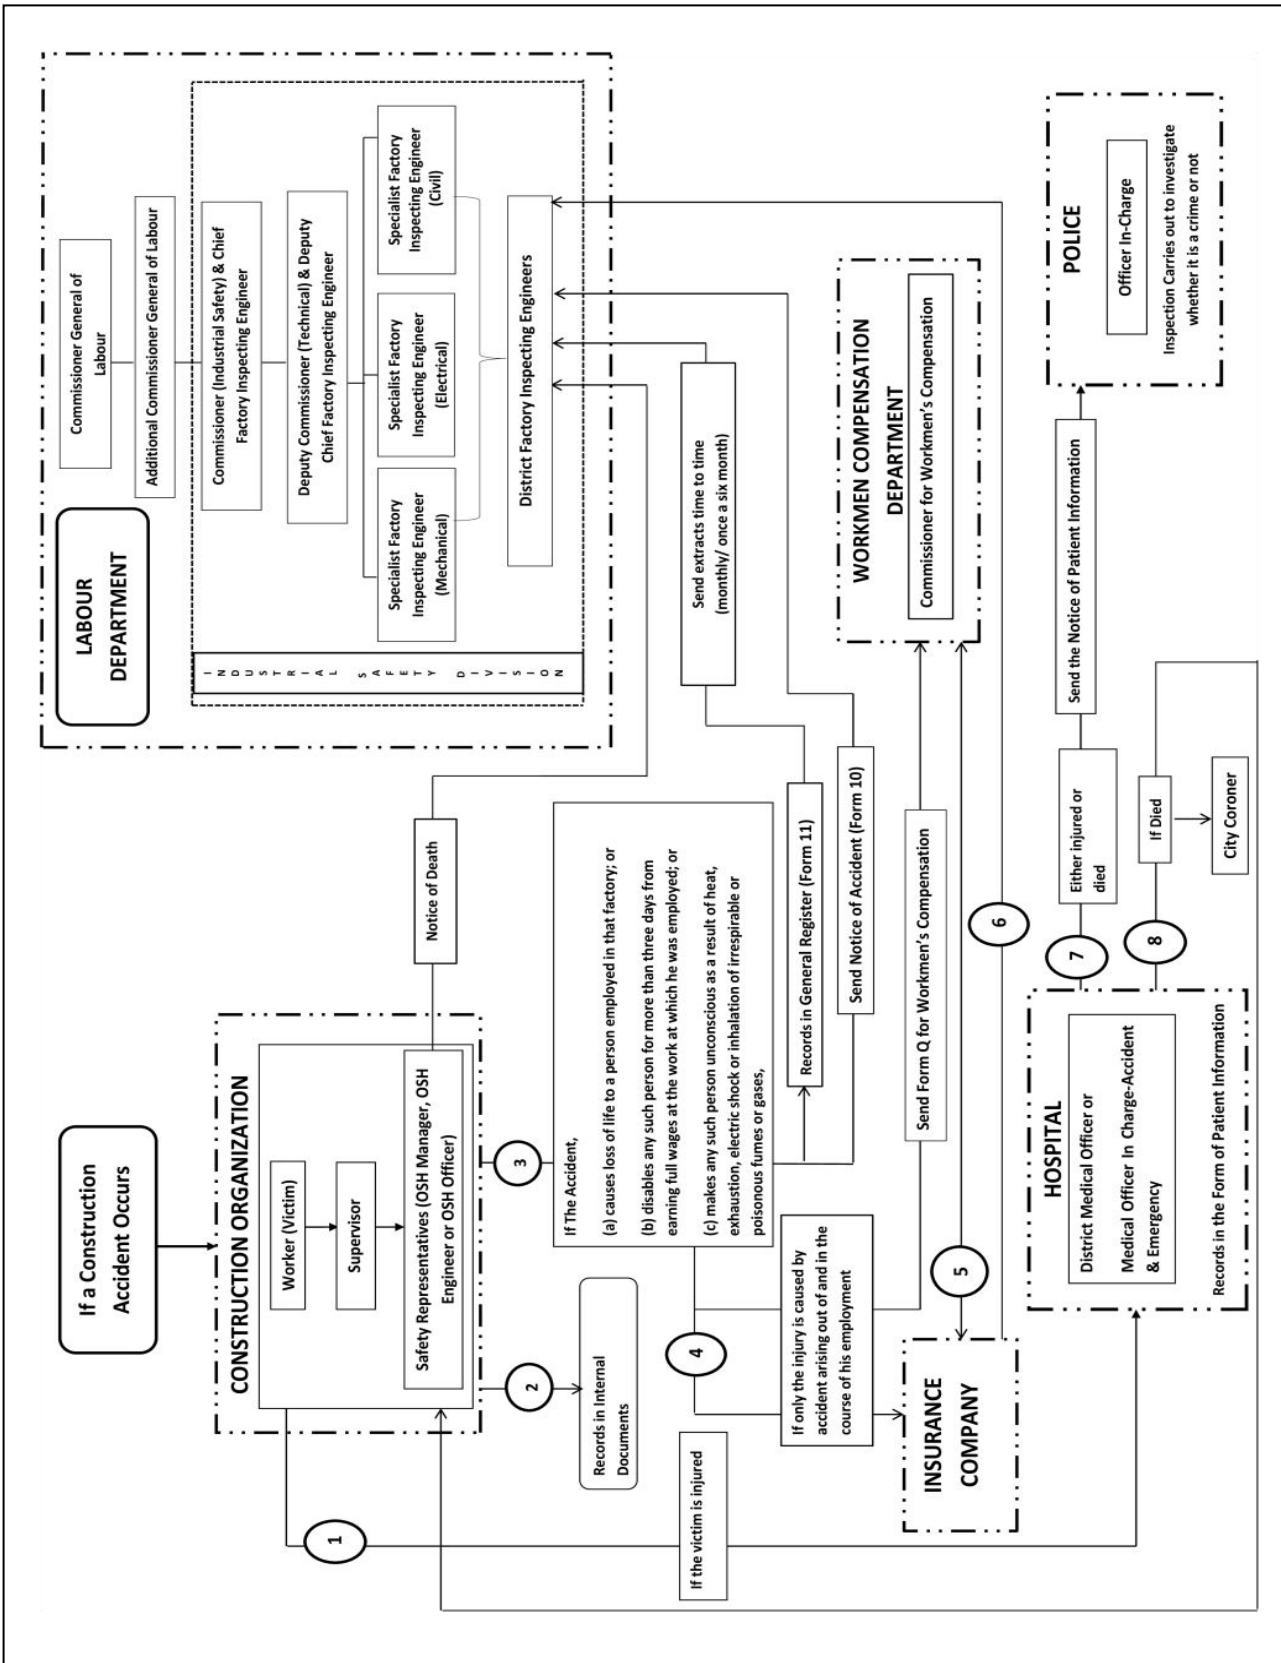 If a Construction
Accident Occurs
LABOUR
DEPARTMENT
Commissioner General of
Labour
Additional Commissioner General of Labour
INDUSTRIAL SAFETY DIVISION
Commissioner (Industrial Safety) & Chief
Factory Inspecting Engineer
Deputy Commissioner (Technical) & Deputy
Chief Factory Inspecting Engineer
Specialist Factory
Inspecting Engineer
(Mechanical)
Specialist Factory
Inspecting Engineer
(Electrical)
Specialist Factory
Inspecting Engineer
(Civil)
District Factory Inspecting Engineers
CONSTRUCTION ORGANIZATION
Worker (Victim)
Supervisor
Safety Representatives (OSH Manager, OSH
Engineer or OSH Officer)
Notice of Death
1
2
3
Records in Internal
Documents
If The Accident,
(a) causes loss of life to a person employed in that factory; or
(b) disables any such person for more than three days from
earning full wages at the work at which he was employed; or
(c) makes any such person unconscious as a result of heat,
exhaustion, electric shock or inhalation of irrespirable or
poisonous fumes or gases,
Send extracts time to time
(monthly/ once a six month)
Records in General Register (Form 11)
Send Notice of Accident (Form 10)
4
If the victim is injured
If only the injury is caused by
accident arising out of and in the
course of his employment
Send Form Q for Workmen's Compensation
WORKMEN COMPENSATION
DEPARTMENT
Commissioner for Workmen's Compensation
INSURANCE
COMPANY
5
6
HOSPITAL
District Medical Officer or
Medical Officer In Charge-Accident
& Emergency
Records in the Form of Patient Information
7
Either injured or
died
Send the Notice of Patient Information
8
If Died
City Coroner
POLICE
Officer In-Charge
Inspection Carries out to investigate
whether it is a crime or not